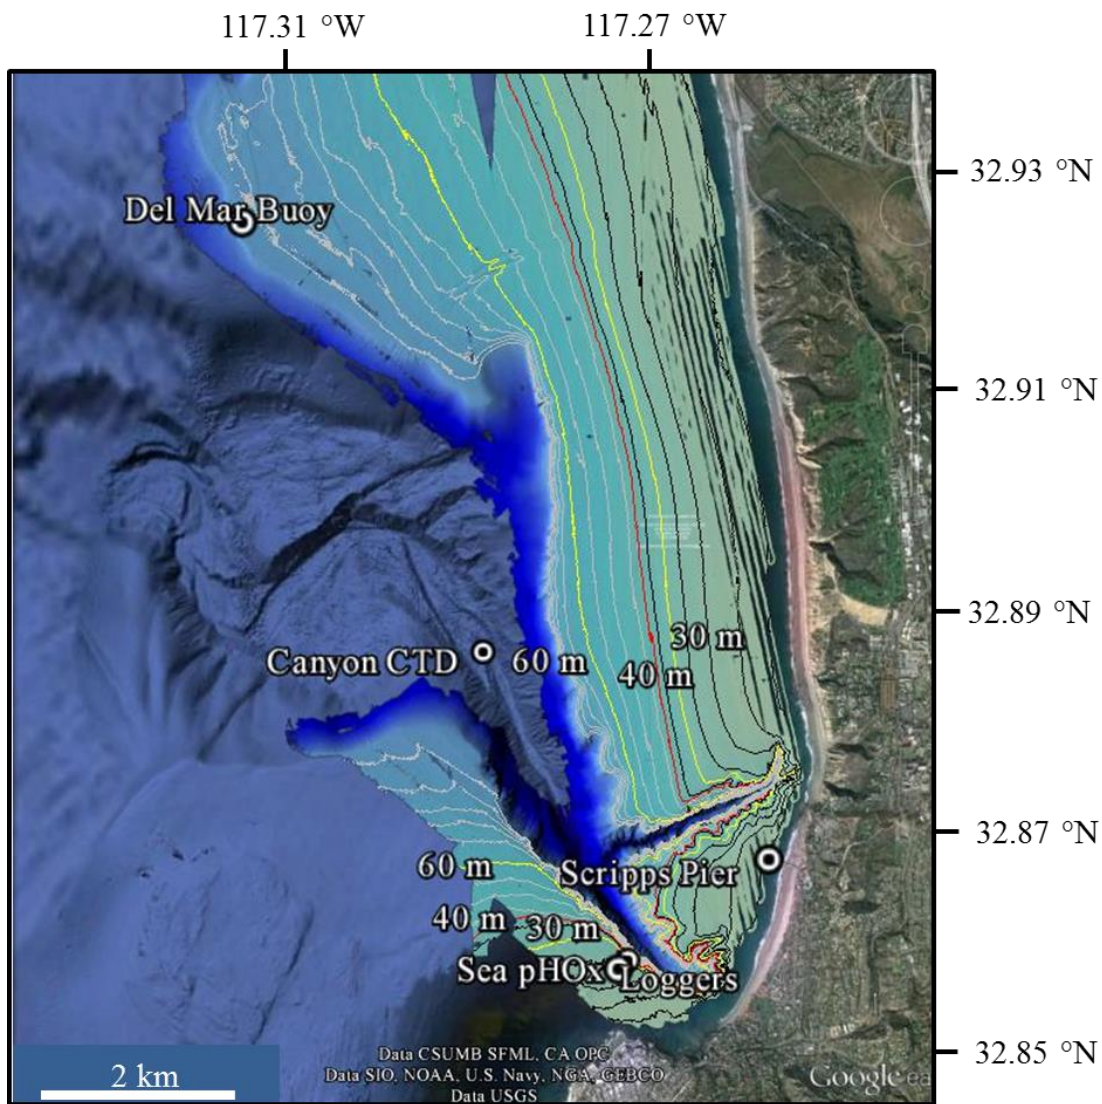 117.31 °W
117.27 °W
32.93 °N
Del Mar Buoy
32.91 °N
32.89 °N
30 m
Canyon CTD
60 m
40 m
32.87 °N
60 m
Scripps Pier
40 m
30 m
Sea pHOx
Loggers
32.85 °N
Data CSUMB SFML, CA OPC
Data SIO, NOAA, U.S. Navy, NGA, GEBCO
Data USGS
2 km
Google ea